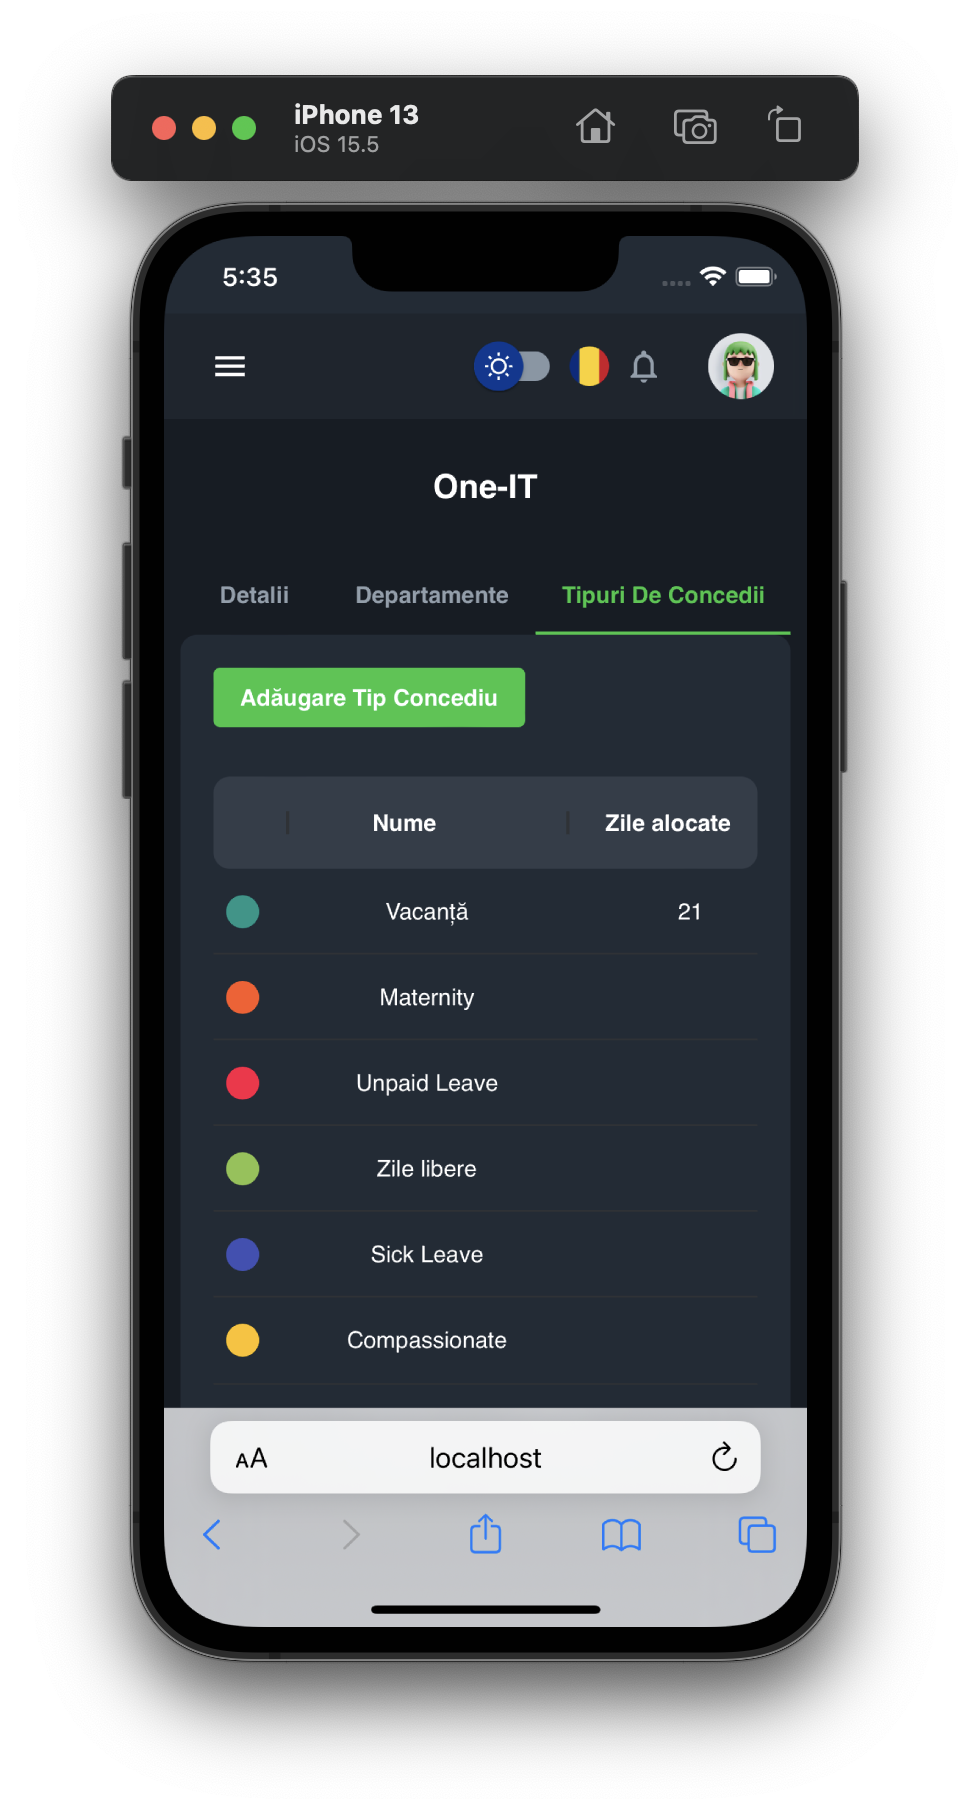 iPhone 13
iOS 15.5
5:35
One-IT
Detalii Departamente Tipuri De Concedii
Adăugare Tip Concediu
Nume Zile alocate
Vacanță 21
Maternity
Unpaid Leave
Zile libere
Sick Leave
Compassionate
AA localhost